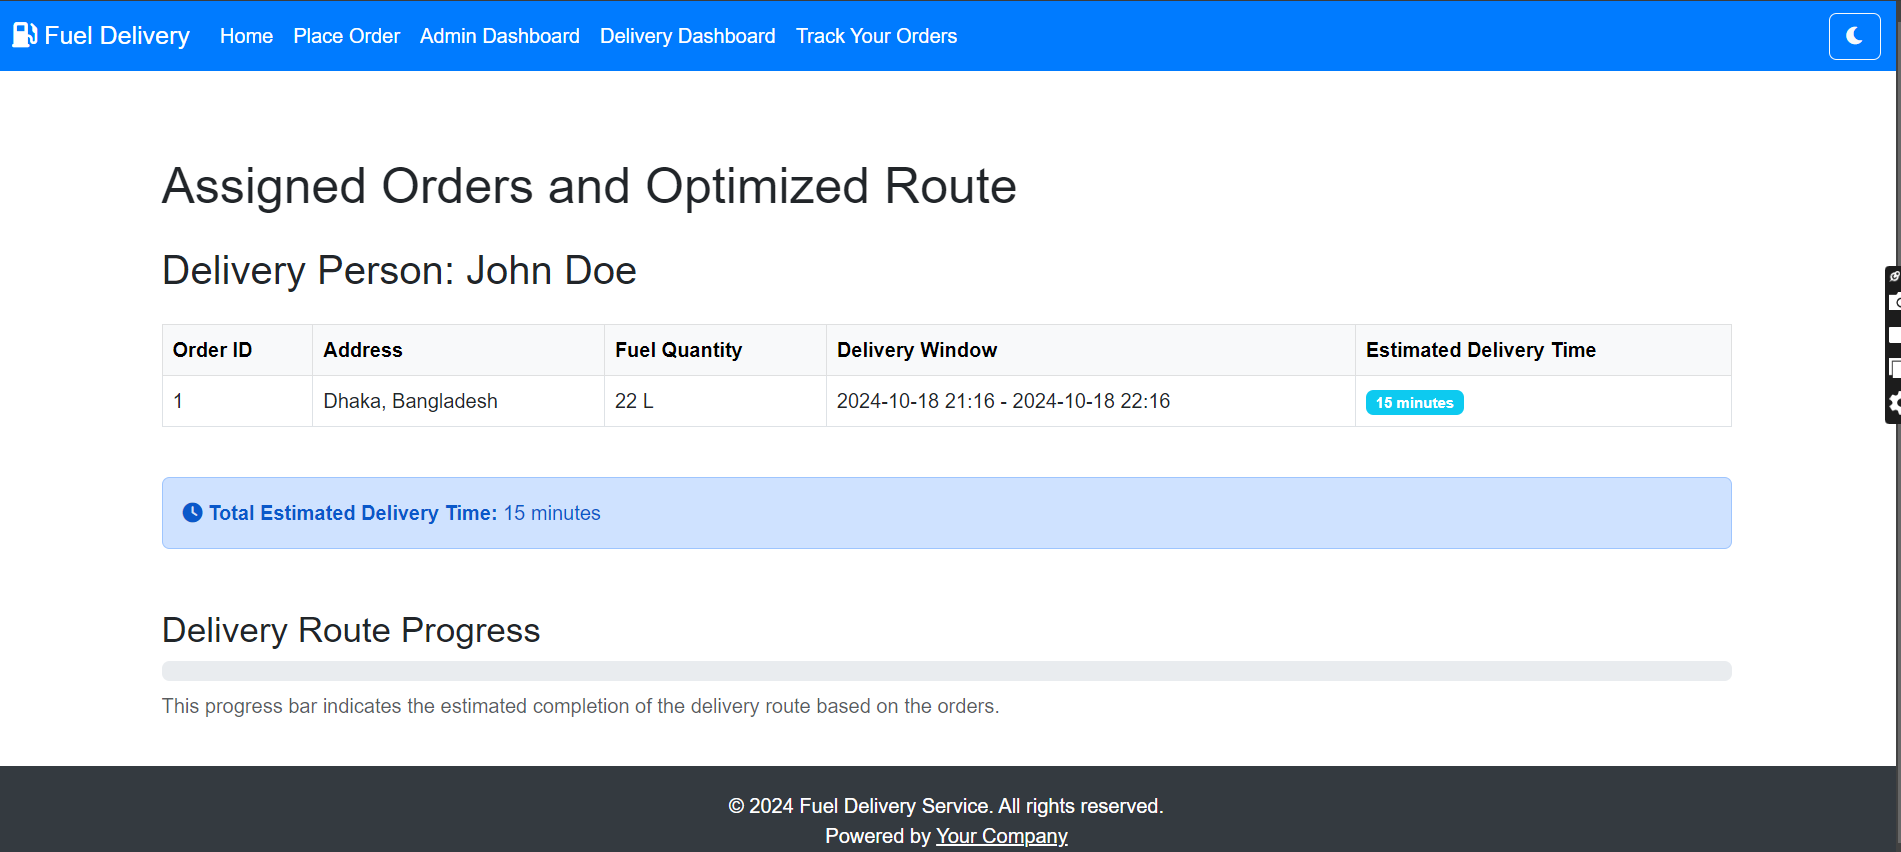 Fuel Delivery Home Place Order Admin Dashboard Delivery Dashboard Track Your Orders
Assigned Orders and Optimized Route
Delivery Person: John Doe
Order ID Address Fuel Quantity Delivery Window Estimated Delivery Time
1 Dhaka, Bangladesh 22 L 2024-10-18 21:16 - 2024-10-18 22:16 15 minutes
Total Estimated Delivery Time: 15 minutes
Delivery Route Progress
This progress bar indicates the estimated completion of the delivery route based on the orders.
© 2024 Fuel Delivery Service. All rights reserved.
Powered by Your Company